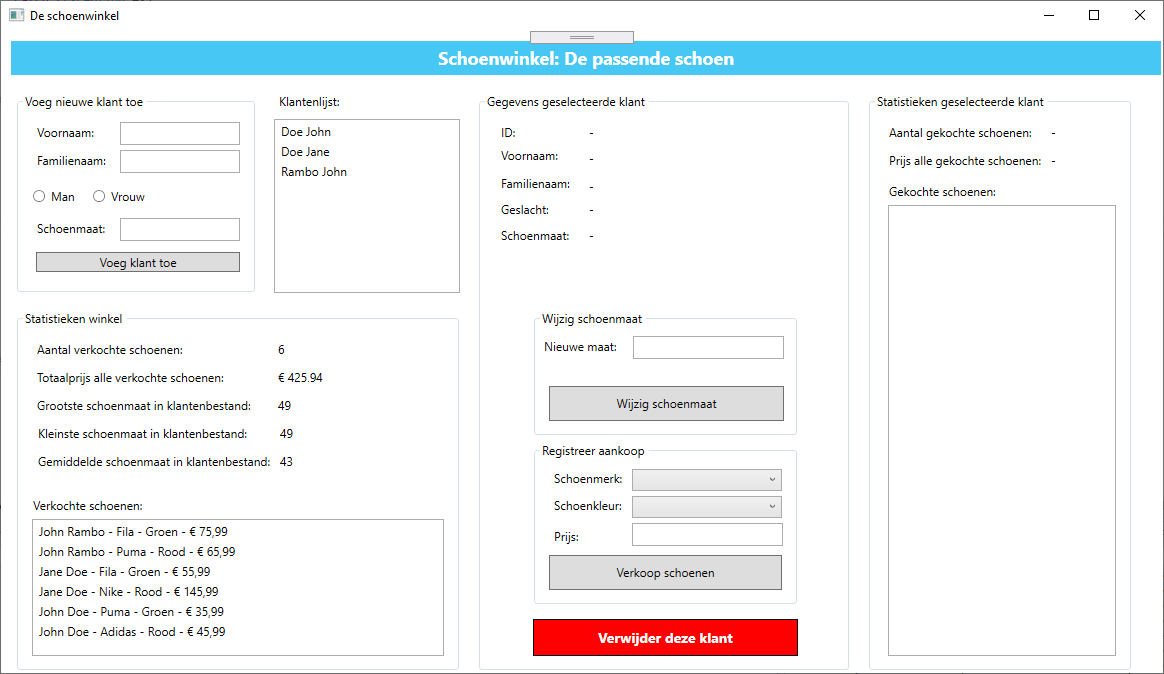 De schoenwinkel
Schoenwinkel: De passende schoen
Voeg nieuwe klant toe
Voornaam:
Familienaam:
Man Vrouw
Schoenmaat:
Voeg klant toe
Klantenlijst:
Doe John
Doe Jane
Rambo John
Statistieken winkel
Aantal verkochte schoenen: 6
Totaalprijs alle verkochte schoenen: € 425.94
Grootste schoenmaat in klantenbestand: 49
Kleinste schoenmaat in klantenbestand: 49
Gemiddelde schoenmaat in klantenbestand: 43
Verkochte schoenen:
John Rambo - Fila - Groen - € 75,99
John Rambo - Puma - Rood - € 65,99
Jane Doe - Fila - Groen - € 55,99
Jane Doe - Nike - Rood - € 145,99
John Doe - Puma - Groen - € 35,99
John Doe - Adidas - Rood - € 45,99
Gegevens geselecteerde klant
ID: -
Voornaam: -
Familienaam: -
Geslacht: -
Schoenmaat: -
Wijzig schoenmaat
Nieuwe maat:
Wijzig schoenmaat
Registreer aankoop
Schoenmerk:
Schoenkleur:
Prijs:
Verkoop schoenen
Verwijder deze klant
Statistieken geselecteerde klant
Aantal gekochte schoenen: -
Prijs alle gekochte schoenen: -
Gekochte schoenen: